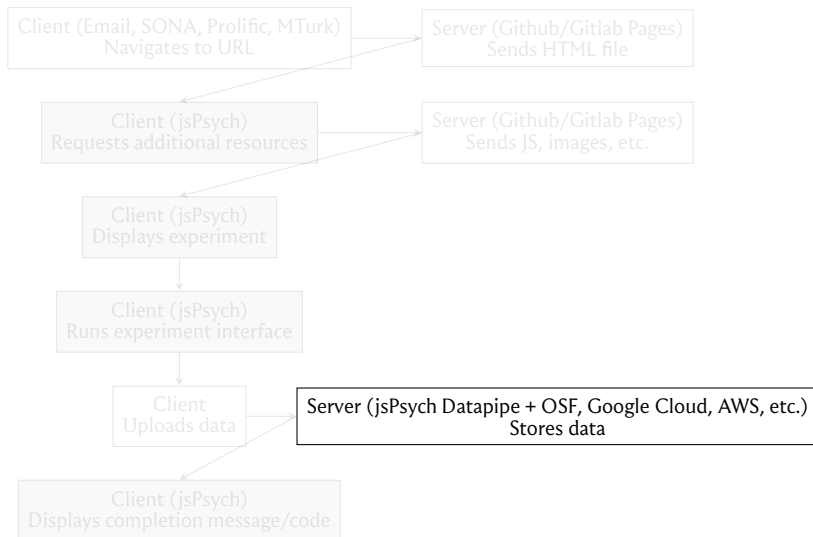 Client (Email, SONA, Prolific, MTurk)
Navigates to URL
Server (Github/Gitlab Pages)
Sends HTML file
Client (jsPsych)
Requests additional resources
Server (Github/Gitlab Pages)
Sends JS, images, etc.
Client (jsPsych)
Displays experiment
Client (jsPsych)
Runs experiment interface
Client
Uploads data
Server (jsPsych Datapipe + OSF, Google Cloud, AWS, etc.)
Stores data
Client (jsPsych)
Displays completion message/code